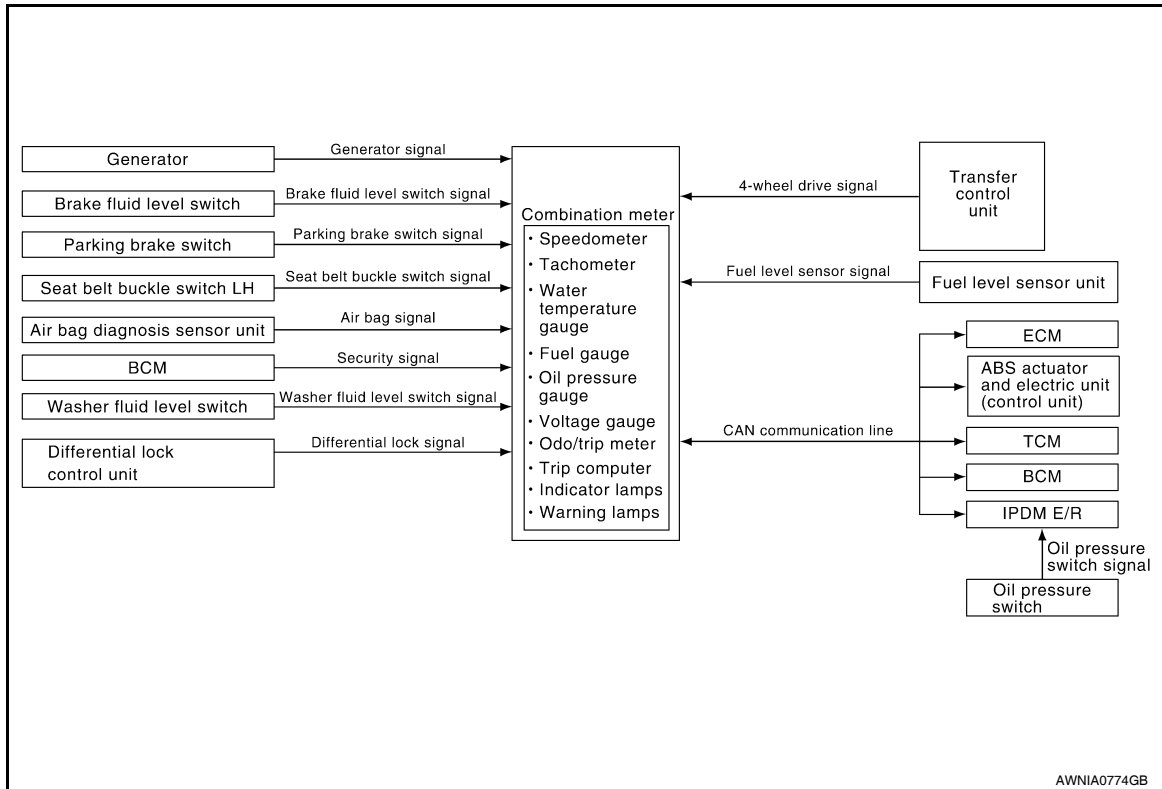 Generator
Generator signal
Brake fluid level switch
Brake fluid level switch signal
Parking brake switch
Parking brake switch signal
Seat belt buckle switch LH
Seat belt buckle switch signal
Air bag diagnosis sensor unit
Air bag signal
BCM
Security signal
Washer fluid level switch
Washer fluid level switch signal
Differential lock
control unit
Differential lock signal
Combination meter
· Speedometer
· Tachometer
· Water
temperature
gauge
· Fuel gauge
· Oil pressure
gauge
· Voltage gauge
· Odo/trip meter
· Trip computer
· Indicator lamps
· Warning lamps
4-wheel drive signal
Transfer
control
unit
Fuel level sensor signal
Fuel level sensor unit
CAN communication line
ECM
ABS actuator
and electric unit
(control unit)
TCM
BCM
IPDM E/R
Oil pressure
switch signal
Oil pressure
switch
AWNIA0774GB